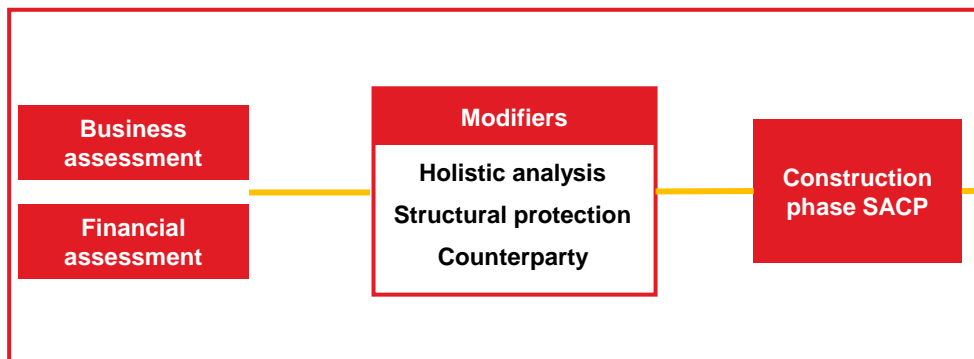 Business
assessment
Financial
assessment
Modifiers
Holistic analysis
Structural protection
Counterparty
Construction
phase SACP